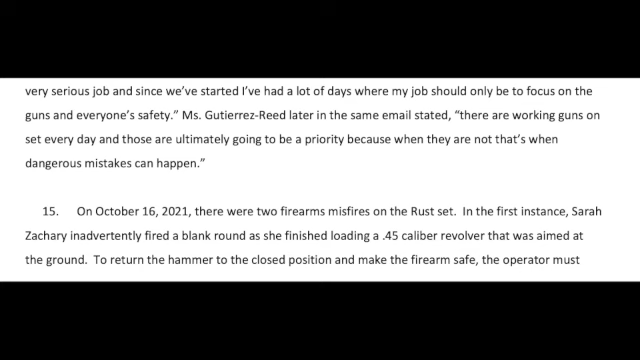 very serious job and since we’ve started I’ve had a lot of days where my job should only be to focus on the
guns and everyone’s safety.” Ms. Gutierrez-Reed later in the same email stated, “there are working guns on
set every day and those are ultimately going to be a priority because when they are not that’s when
dangerous mistakes can happen.”
15. On October 16, 2021, there were two firearms misfires on the Rust set. In the first instance, Sarah
Zachary inadvertently fired a blank round as she finished loading a .45 caliber revolver that was aimed at
the ground. To return the hammer to the closed position and make the firearm safe, the operator must